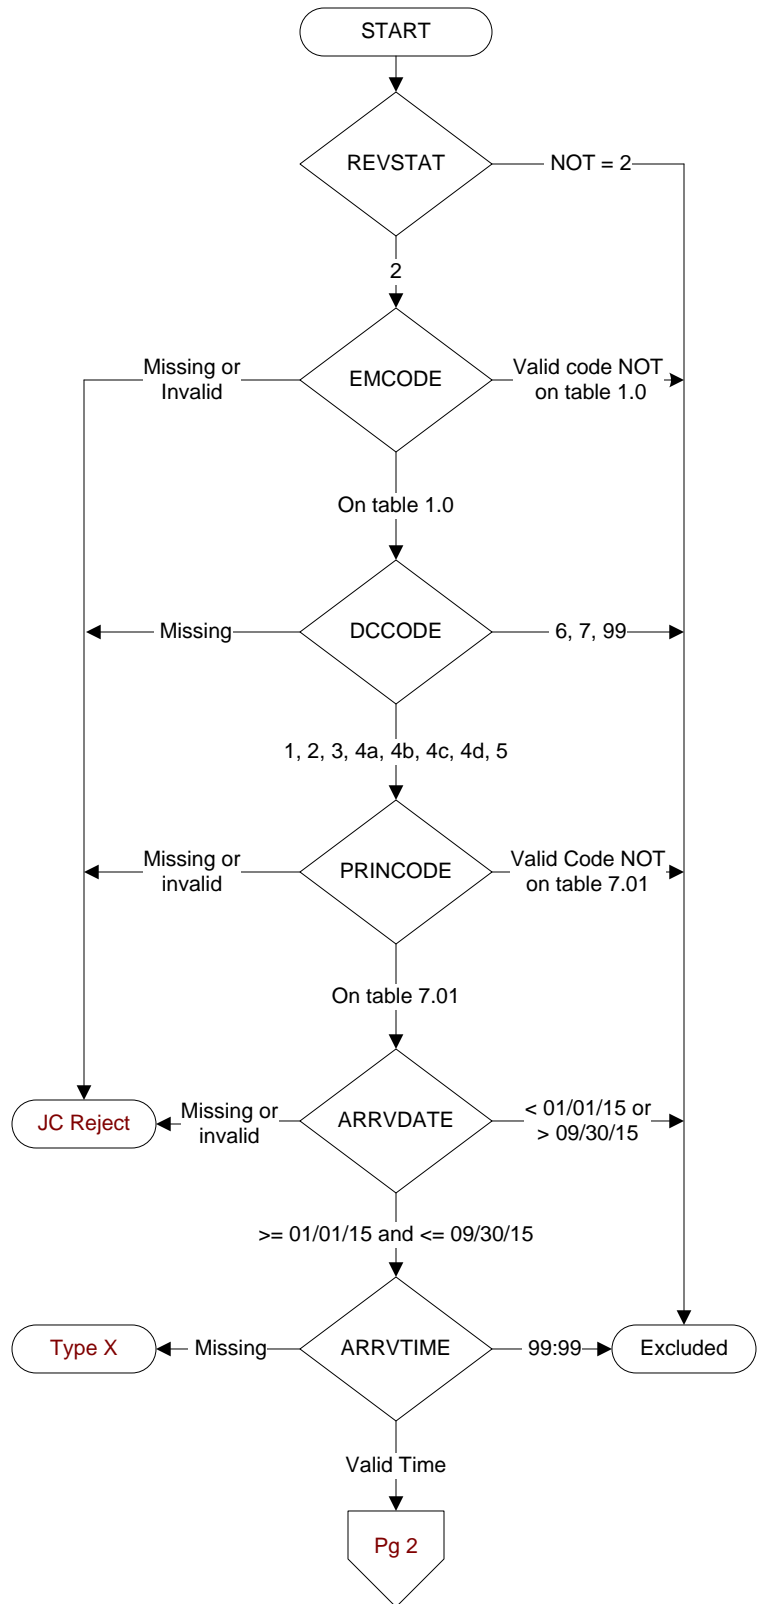 START
REVSTAT
NOT = 2
2
Missing or
Invalid
EMCODE
Valid code NOT
on table 1.0
On table 1.0
Missing
DCCODE
6, 7, 99
1, 2, 3, 4a, 4b, 4c, 4d, 5
Missing or
invalid
PRINCODE
Valid Code NOT
on table 7.01
On table 7.01
JC Reject
Missing or
invalid
ARRVDATE
< 01/01/15 or
> 09/30/15
>= 01/01/15 and <= 09/30/15
Type X
Missing
ARRVTIME
99:99
Excluded
Valid Time
Pg 2